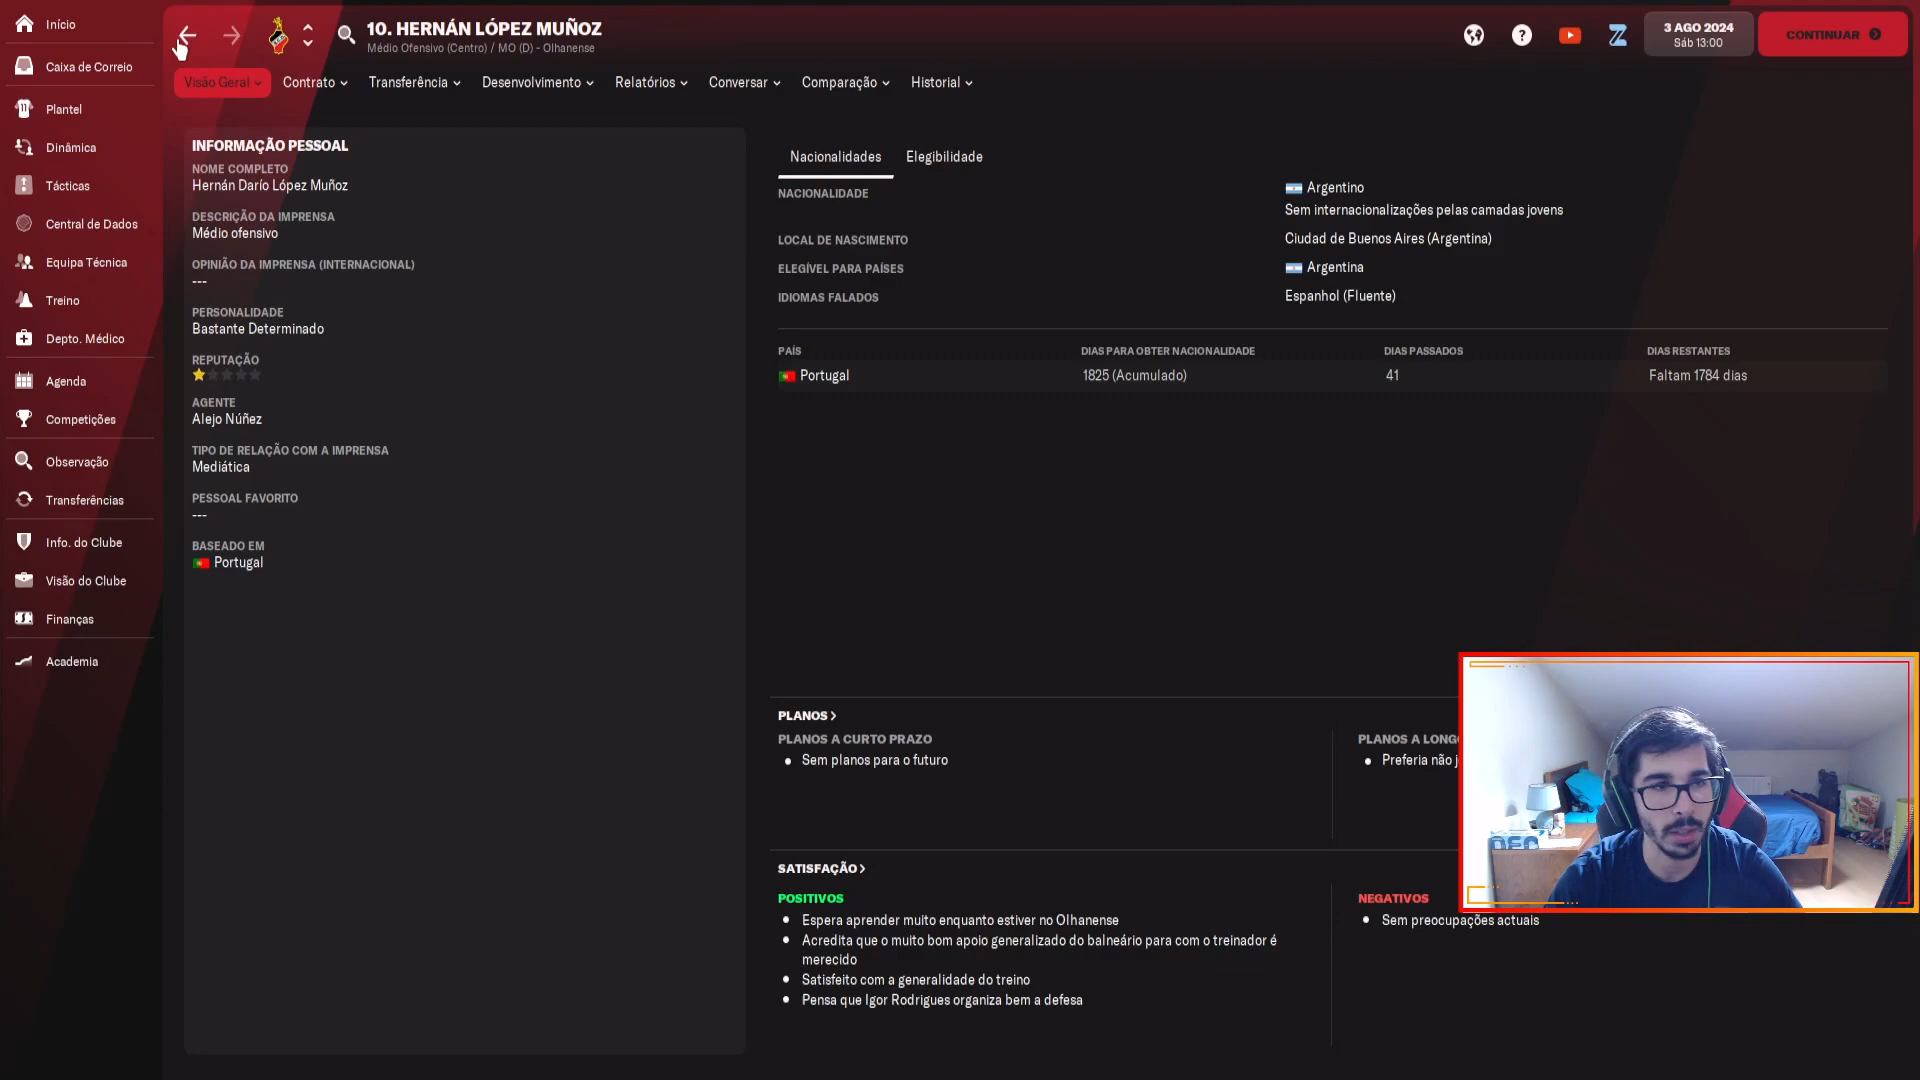 Início
Caixa de Correio
Plantel
Dinâmica
Tácticas
Central de Dados
Equipa Técnica
Treino
Depto. Médico
Agenda
Competições
Observação
Transferências
Info. do Clube
Visão do Clube
Finanças
Academia
10. HERNÁN LÓPEZ MUÑOZ
Médio Ofensivo (Centro) / MO (D) - Olhanense
3 AGO 2024
Sáb 13:00
CONTINUAR
Visão Geral
Contrato
Transferência
Desenvolvimento
Relatórios
Conversar
Comparação
Historial
INFORMAÇÃO PESSOAL
NOME COMPLETO
Hernán Darío López Muñoz
DESCRIÇÃO DA IMPRENSA
Médio ofensivo
OPINIÃO DA IMPRENSA (INTERNACIONAL)
---
PERSONALIDADE
Bastante Determinado
REPUTAÇÃO
AGENTE
Alejo Núñez
TIPO DE RELAÇÃO COM A IMPRENSA
Mediática
PESSOAL FAVORITO
---
BASEADO EM
Portugal
Nacionalidades
Elegibilidade
NACIONALIDADE
Argentino
Sem internacionalizações pelas camadas jovens
LOCAL DE NASCIMENTO
Ciudad de Buenos Aires (Argentina)
ELEGÍVEL PARA PAÍSES
Argentina
IDIOMAS FALADOS
Espanhol (Fluente)
PAÍS
DIAS PARA OBTER NACIONALIDADE
DIAS PASSADOS
DIAS RESTANTES
Portugal
1825 (Acumulado)
41
Faltam 1784 dias
PLANOS >
PLANOS A CURTO PRAZO
• Sem planos para o futuro
PLANOS A LONG
• Preferia não
SATISFAÇÃO >
POSITIVOS
• Espera aprender muito enquanto estiver no Olhanense
• Acredita que o muito bom apoio generalizado do balneário para com o treinador é
merecido
• Satisfeito com a generalidade do treino
• Pensa que Igor Rodrigues organiza bem a defesa
NEGATIVOS
• Sem preocupações actuais